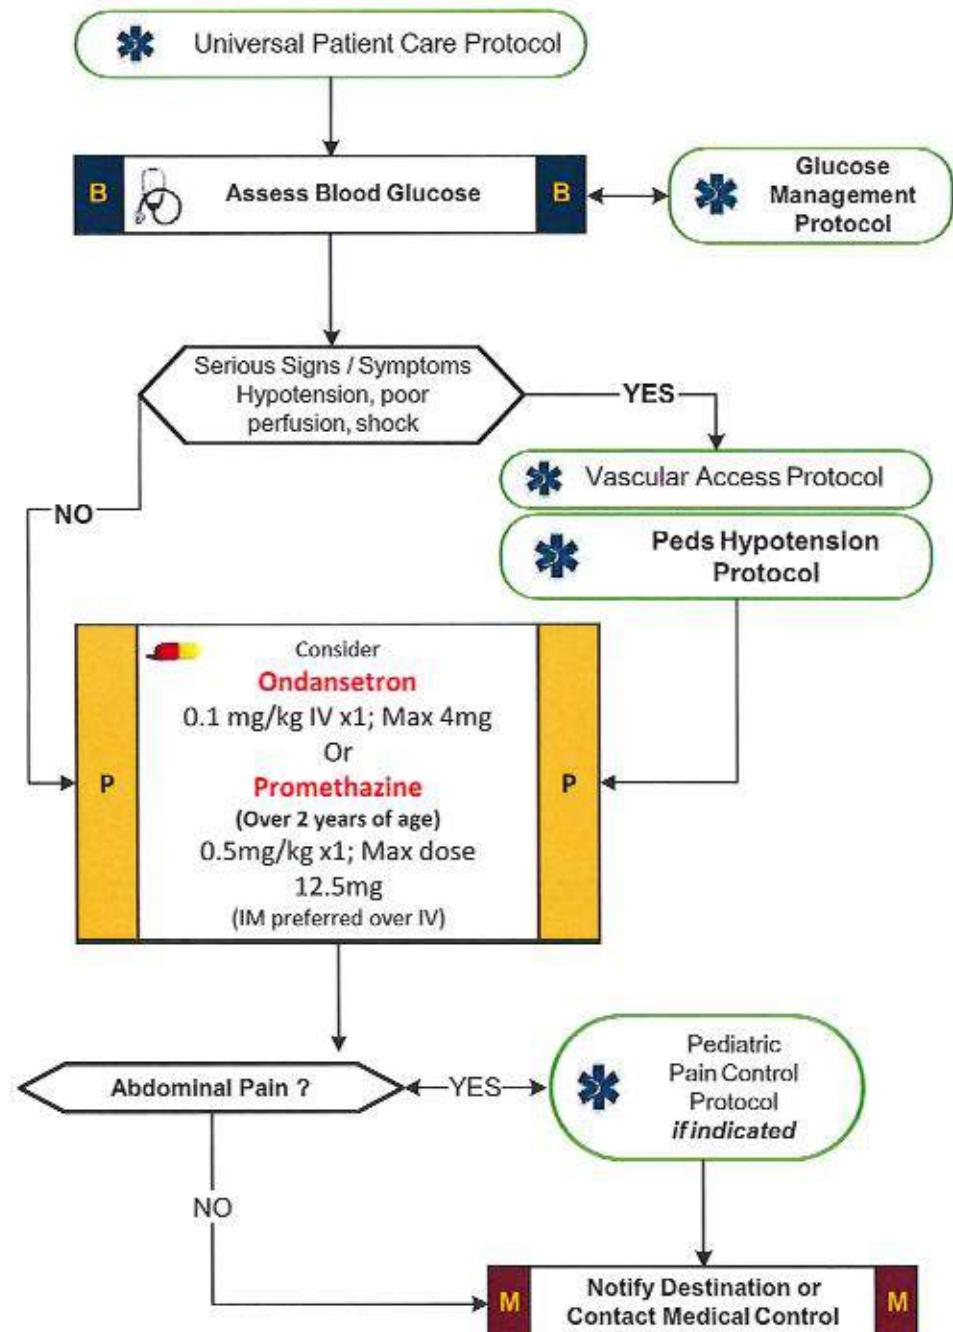 Universal Patient Care Protocol
B
Assess Blood Glucose
B
Glucose
Management
Protocol
Serious Signs / Symptoms
Hypotension, poor
perfusion, shock
YES
NO
Vascular Access Protocol
Peds Hypotension
Protocol
P
Consider
Ondansetron
0.1 mg/kg IV x1; Max 4mg
Or
Promethazine
(Over 2 years of age)
0.5mg/kg x1; Max dose
12.5mg
(IM preferred over IV)
P
Abdominal Pain ?
YES
Pediatric
Pain Control
Protocol
if indicated
NO
M
Notify Destination or
Contact Medical Control
M